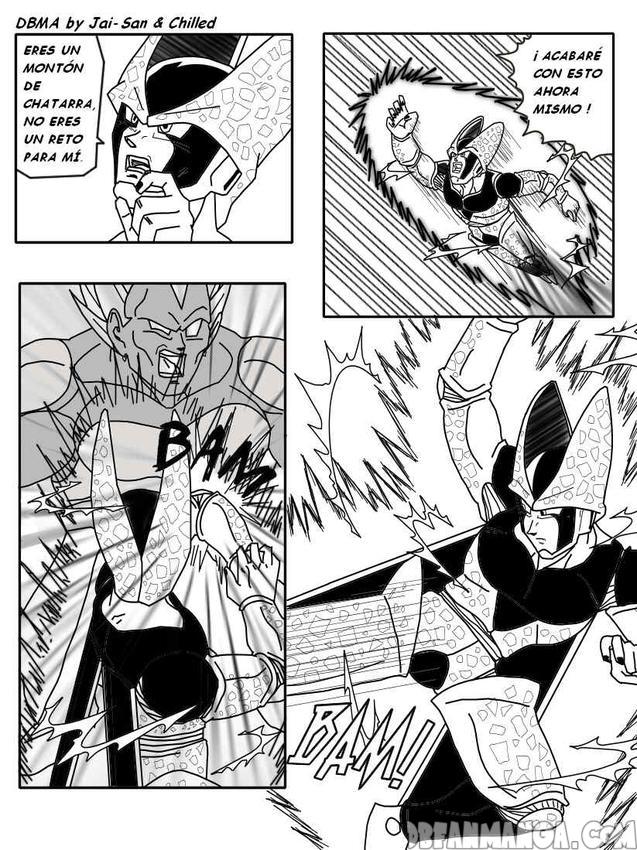 DBMA by Jai-San & Chilled
ERES UN
MONTÓN
DE
CHATARRA,
NO ERES
UN RETO
PARA MÍ.
¡ ACABARÉ
CON ESTO
AHORA
MISMO !
BAM
BAM!
DBFANMANGA.COM